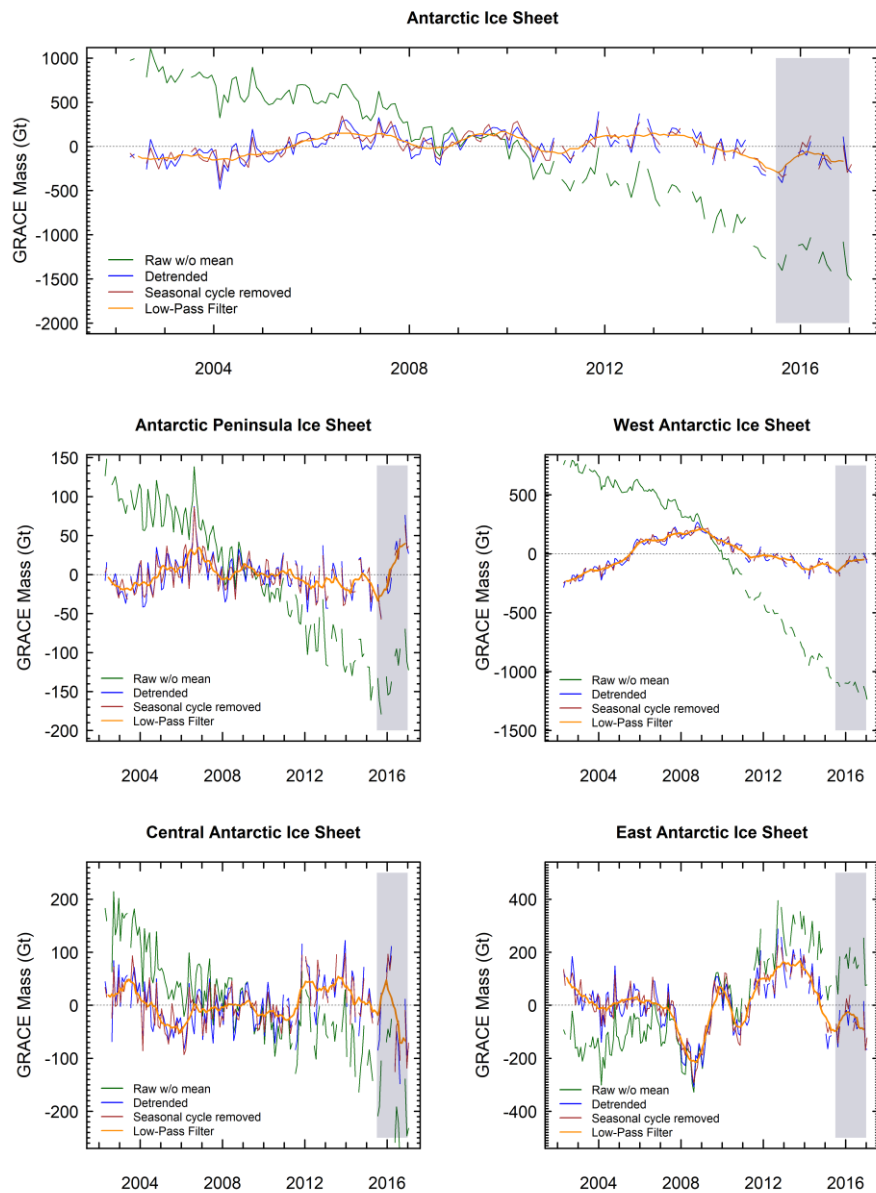 Antarctic Ice Sheet
GRACE Mass (Gt)
1000
500
0
-500
-1000
-1500
-2000
Raw w/o mean
Detrended
Seasonal cycle removed
Low-Pass Filter
2004 2008 2012 2016
Antarctic Peninsula Ice Sheet
GRACE Mass (Gt)
150
100
50
0
-50
-100
-150
-200
Raw w/o mean
Detrended
Seasonal cycle removed
Low-Pass Filter
2004 2008 2012 2016
West Antarctic Ice Sheet
GRACE Mass (Gt)
500
0
-500
-1000
-1500
Raw w/o mean
Detrended
Seasonal cycle removed
Low-Pass Filter
2004 2008 2012 2016
Central Antarctic Ice Sheet
GRACE Mass (Gt)
200
100
0
-100
-200
Raw w/o mean
Detrended
Seasonal cycle removed
Low-Pass Filter
2004 2008 2012 2016
East Antarctic Ice Sheet
GRACE Mass (Gt)
400
200
0
-200
-400
Raw w/o mean
Detrended
Seasonal cycle removed
Low-Pass Filter
2004 2008 2012 2016